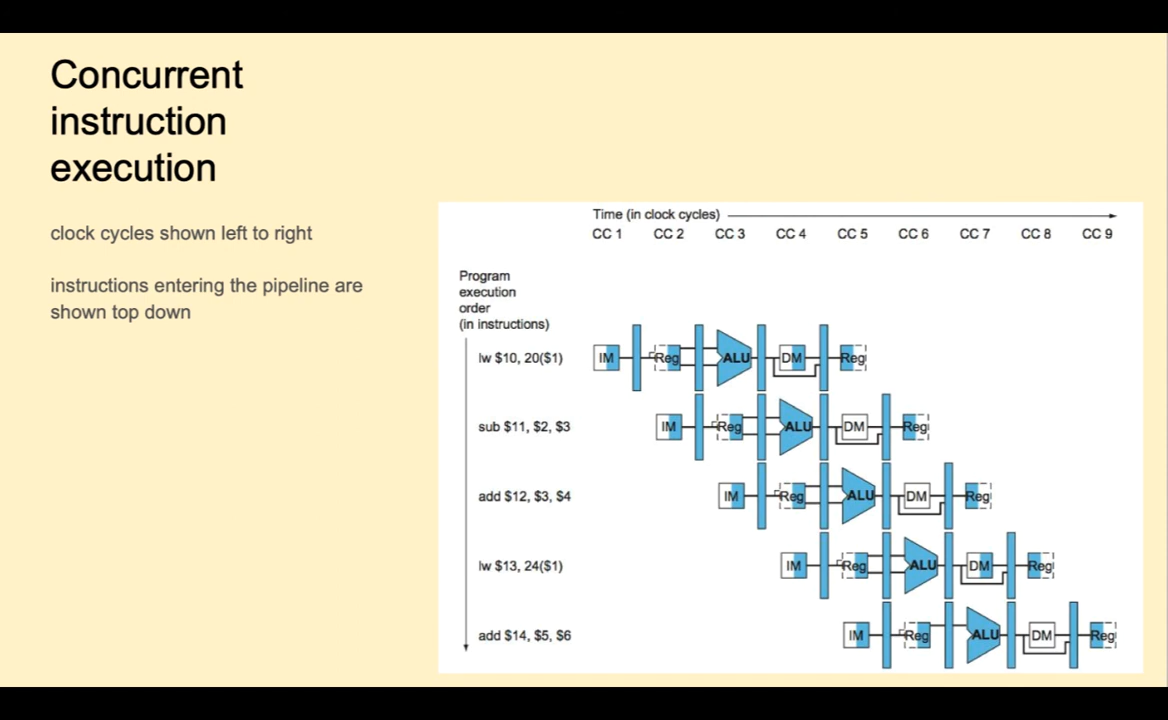 Concurrent
instruction
execution
clock cycles shown left to right
instructions entering the pipeline are
shown top down
Time (in clock cycles)
CC 1 CC 2 CC 3 CC 4 CC 5 CC 6 CC 7 CC 8 CC 9
Program
execution
order
(in instructions)
lw $10, 20($1) IM Reg ALU DM Reg
sub $11, $2, $3 IM Reg ALU DM Reg
add $12, $3, $4 IM Reg ALU DM Reg
lw $13, 24($1) IM Reg ALU DM Reg
add $14, $5, $6 IM Reg ALU DM Reg